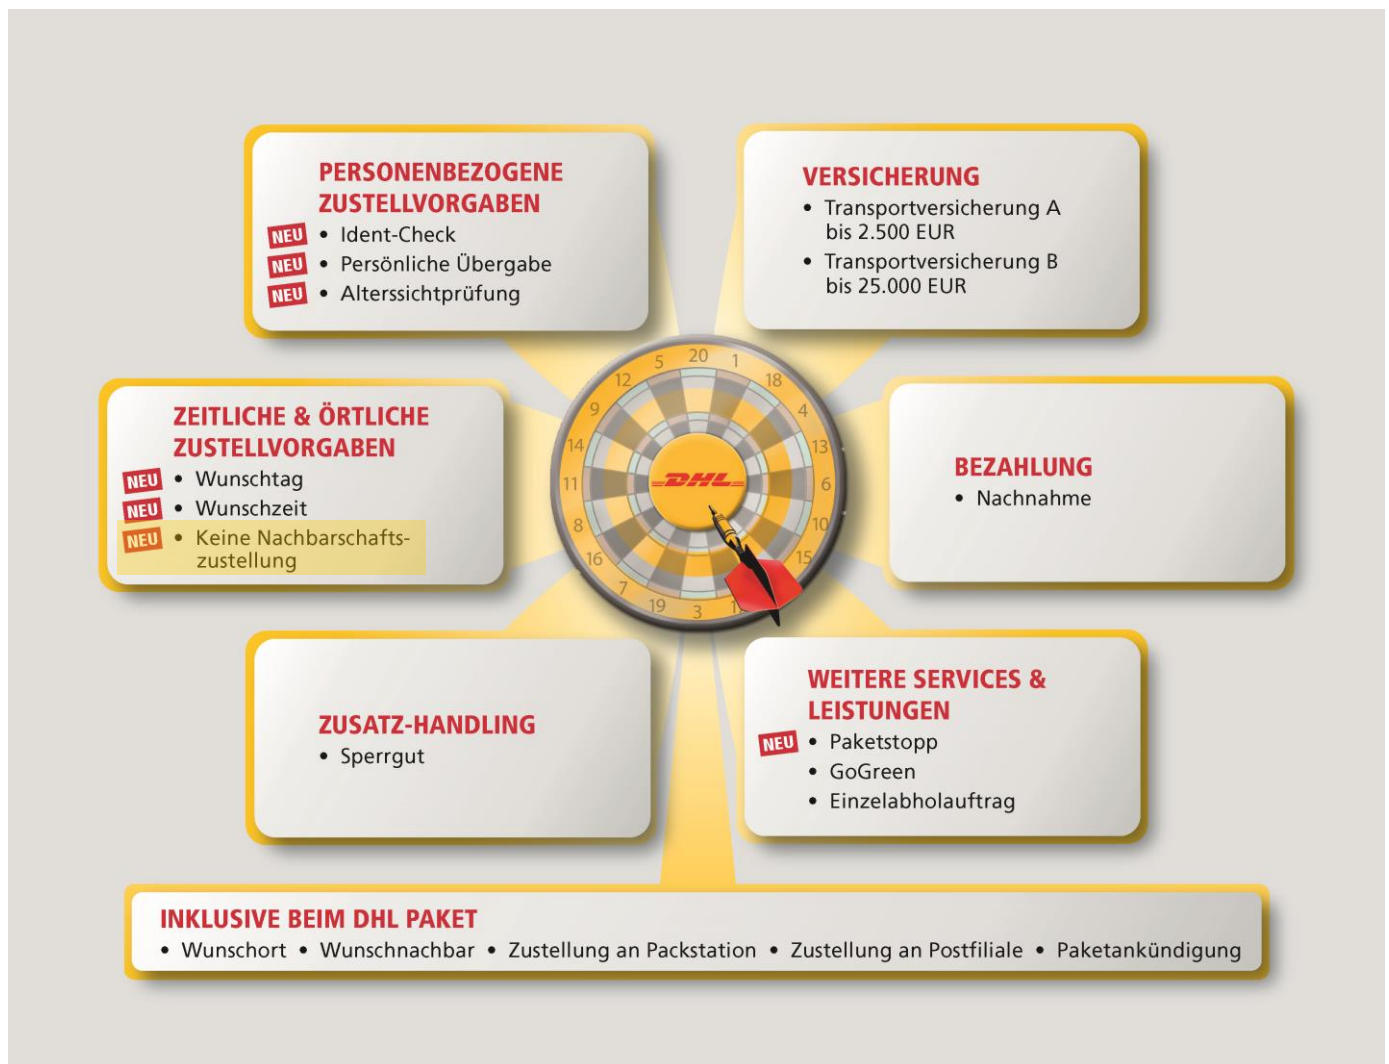 PERSONENBEZOGENE
ZUSTELLVORGABEN
NEU • Ident-Check
NEU • Persönliche Übergabe
NEU • Alterssichtprüfung
VERSICHERUNG
• Transportversicherung A
bis 2.500 EUR
• Transportversicherung B
bis 25.000 EUR
ZEITLICHE & ÖRTLICHE
ZUSTELLVORGABEN
NEU • Wunschtag
NEU • Wunschzeit
NEU • Keine Nachbarschafts-
zustellung
20 1 18 4 13 6 10 15 3 19 7 16 8 11 14 9 12 5
DHL
BEZAHLUNG
• Nachnahme
ZUSATZ-HANDLING
• Sperrgut
WEITERE SERVICES &
LEISTUNGEN
NEU • Paketstopp
• GoGreen
• Einzelabholauftrag
INKLUSIVE BEIM DHL PAKET
• Wunschort • Wunschnachbar • Zustellung an Packstation • Zustellung an Postfiliale • Paketankündigung